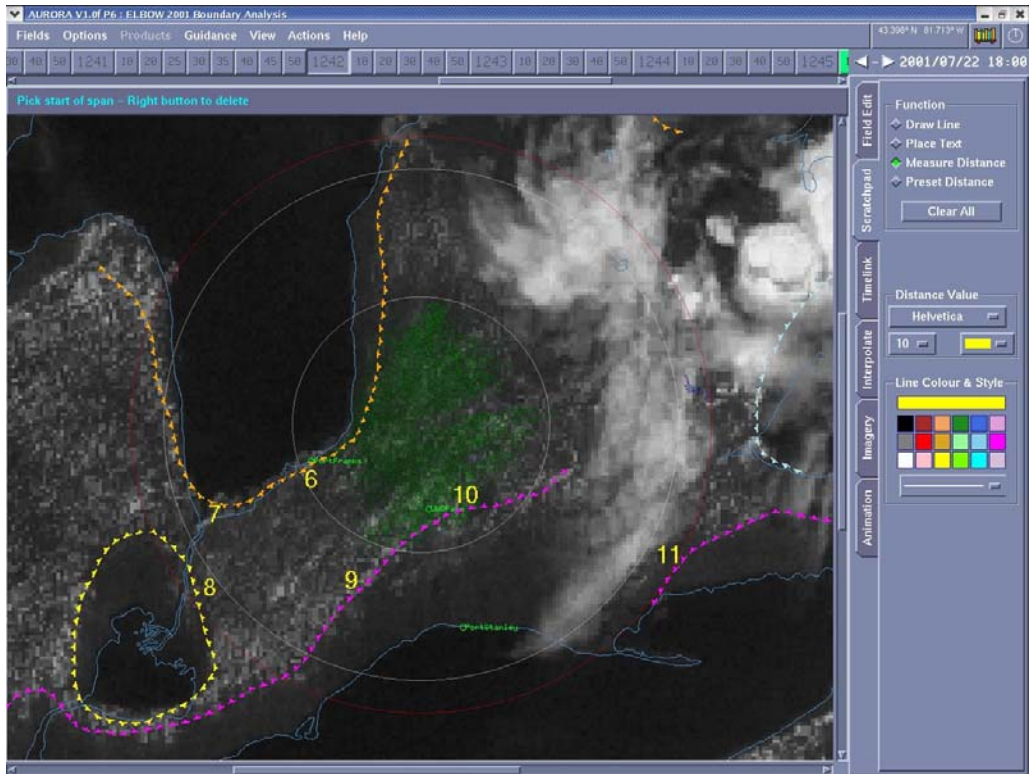 AURORA V1.0f P6 : ELBOW 2001 Boundary Analysis
Fields Options Products Guidance View Actions Help
43.398° N 81.713° W
30 40 50 1241 10 20 25 30 40 45 50 1242 10 20 30 40 50 1243 10 20 30 40 50 1244 10 20 30 40 50 1245
2001/07/22 18:00
Pick start of span - Right button to delete
Field Edit
Scratchpad
Timelink
Interpolate
Imagery
Animation
Function
Draw Line
Place Text
Measure Distance
Preset Distance
Clear All
Distance Value
Helvetica
10
Line Colour & Style
6
7
8
9
10
11
PortStanley